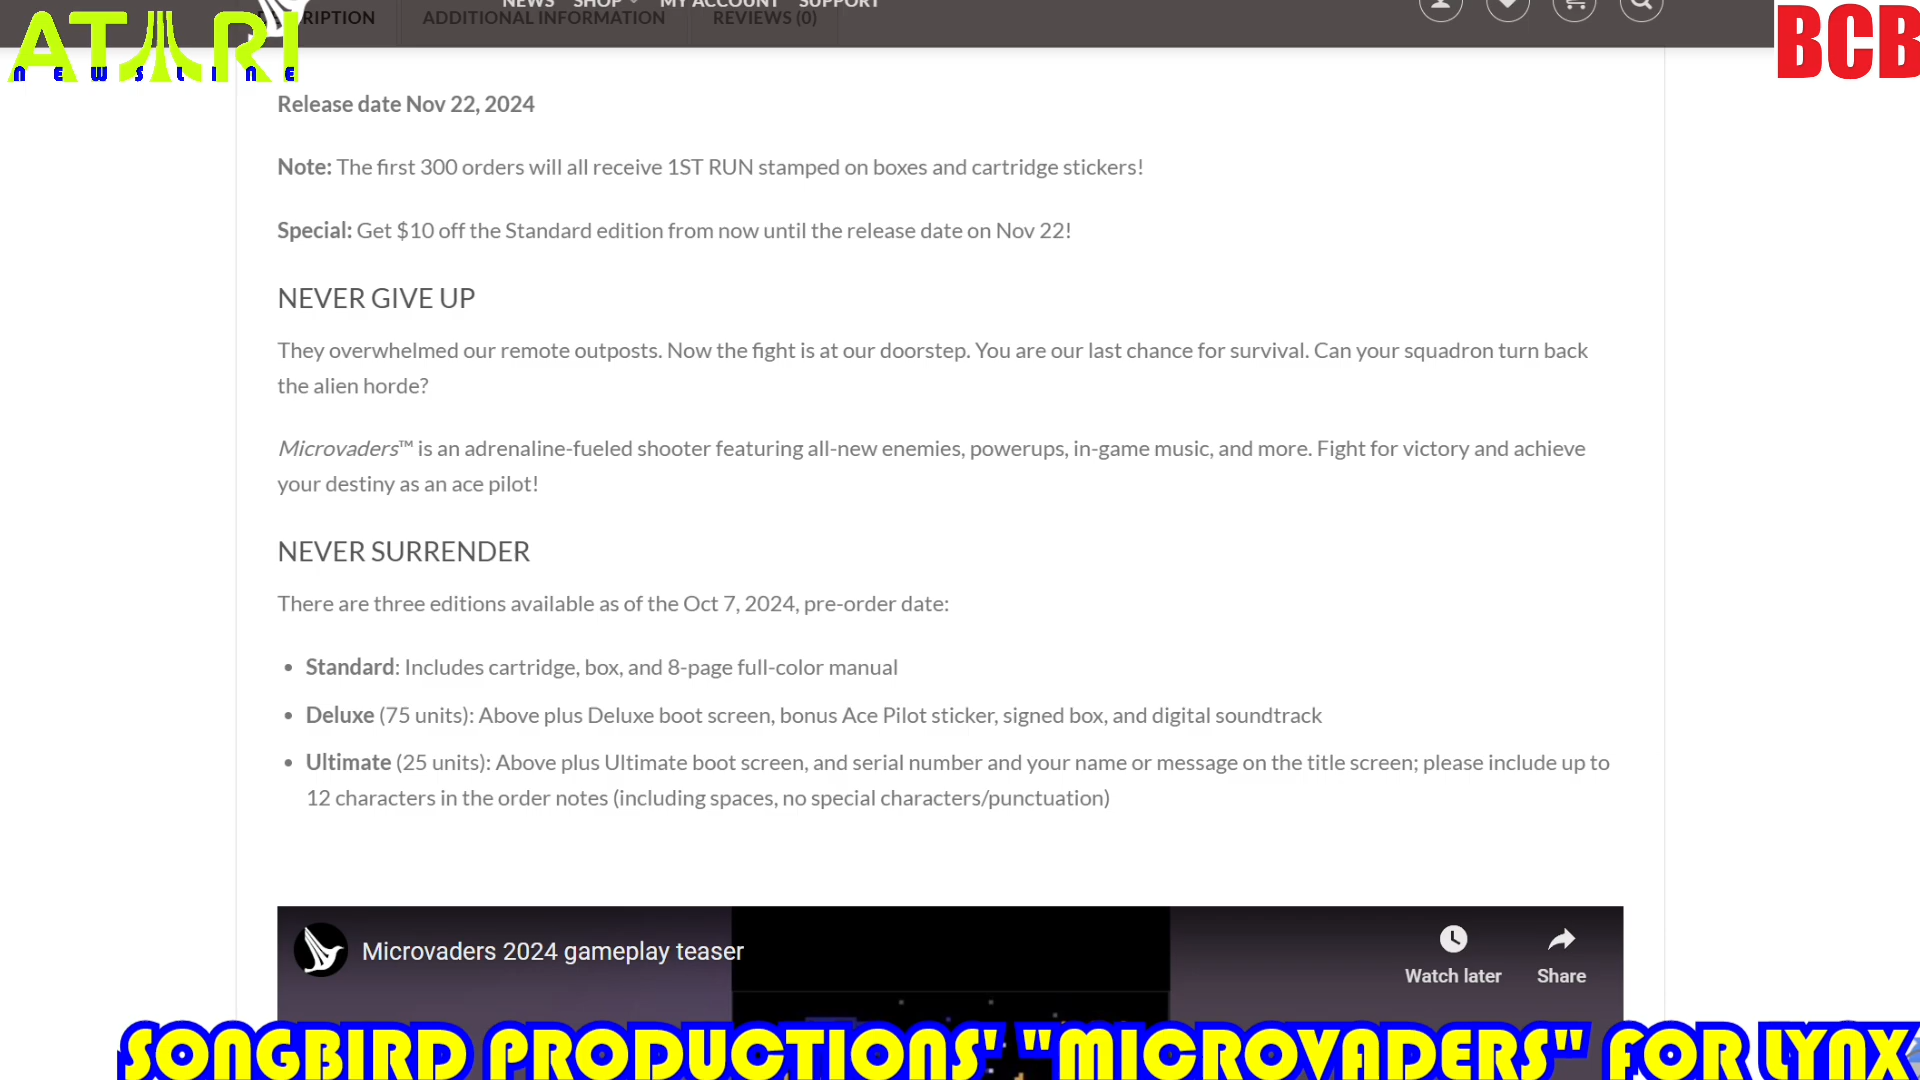 NEWS SHOP MY ACCOUNT SUPPORT
DESCRIPTION ADDITIONAL INFORMATION REVIEWS (0)
ATARI
NEWSLINE
BCB
Release date Nov 22, 2024
Note: The first 300 orders will all receive 1ST RUN stamped on boxes and cartridge stickers!
Special: Get $10 off the Standard edition from now until the release date on Nov 22!
NEVER GIVE UP
They overwhelmed our remote outposts. Now the fight is at our doorstep. You are our last chance for survival. Can your squadron turn back
the alien horde?
Microvaders™ is an adrenaline-fueled shooter featuring all-new enemies, powerups, in-game music, and more. Fight for victory and achieve
your destiny as an ace pilot!
NEVER SURRENDER
There are three editions available as of the Oct 7, 2024, pre-order date:
• Standard: Includes cartridge, box, and 8-page full-color manual
• Deluxe (75 units): Above plus Deluxe boot screen, bonus Ace Pilot sticker, signed box, and digital soundtrack
• Ultimate (25 units): Above plus Ultimate boot screen, and serial number and your name or message on the title screen; please include up to
12 characters in the order notes (including spaces, no special characters/punctuation)
Microvaders 2024 gameplay teaser
Watch later Share
SONGBIRD PRODUCTIONS' "MICROVADERS" FOR LYNX